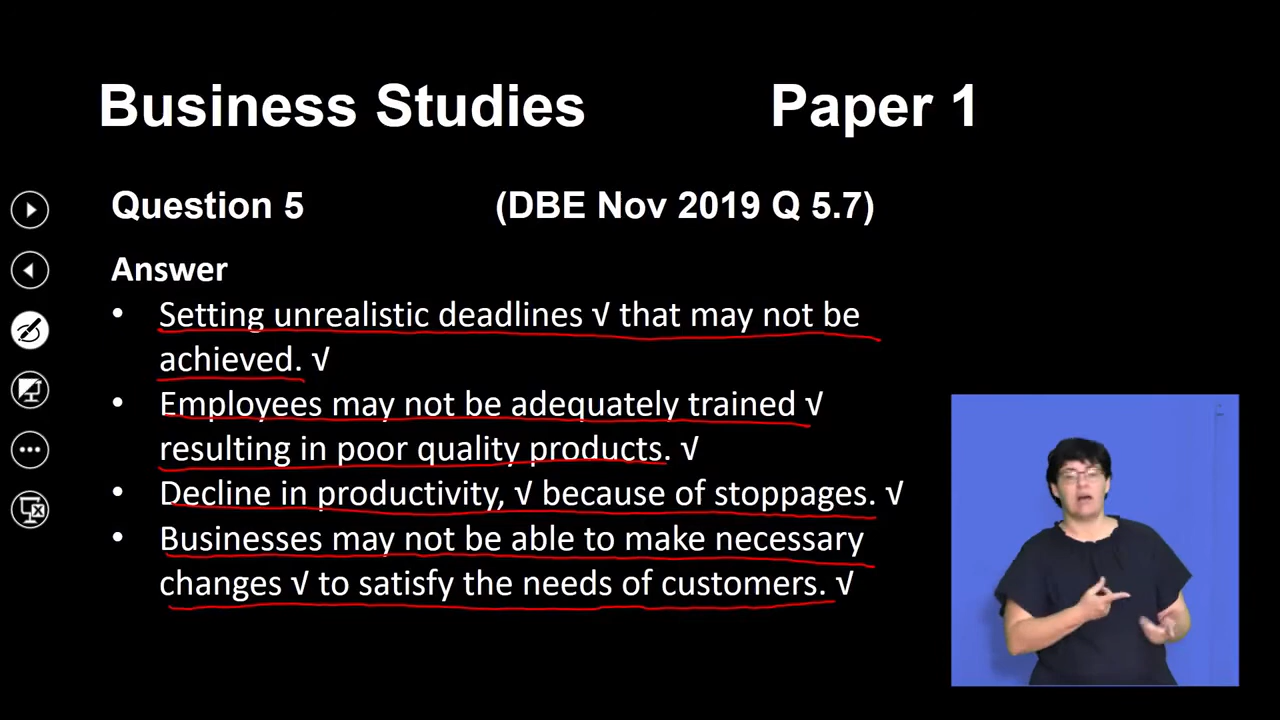 Business Studies Paper 1
Question 5 (DBE Nov 2019 Q 5.7)
Answer
• Setting unrealistic deadlines √ that may not be
achieved. √
• Employees may not be adequately trained √
resulting in poor quality products. √
• Decline in productivity, √ because of stoppages. √
• Businesses may not be able to make necessary
changes √ to satisfy the needs of customers. √